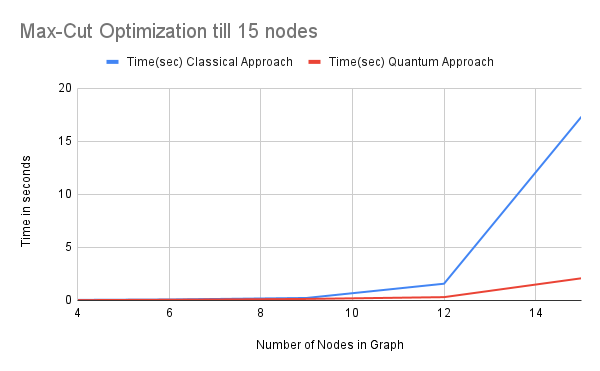 Max-Cut Optimization till 15 nodes
Time(sec) Classical Approach Time(sec) Quantum Approach
20
15
10
5
0
Time in seconds
4 6 8 10 12 14
Number of Nodes in Graph